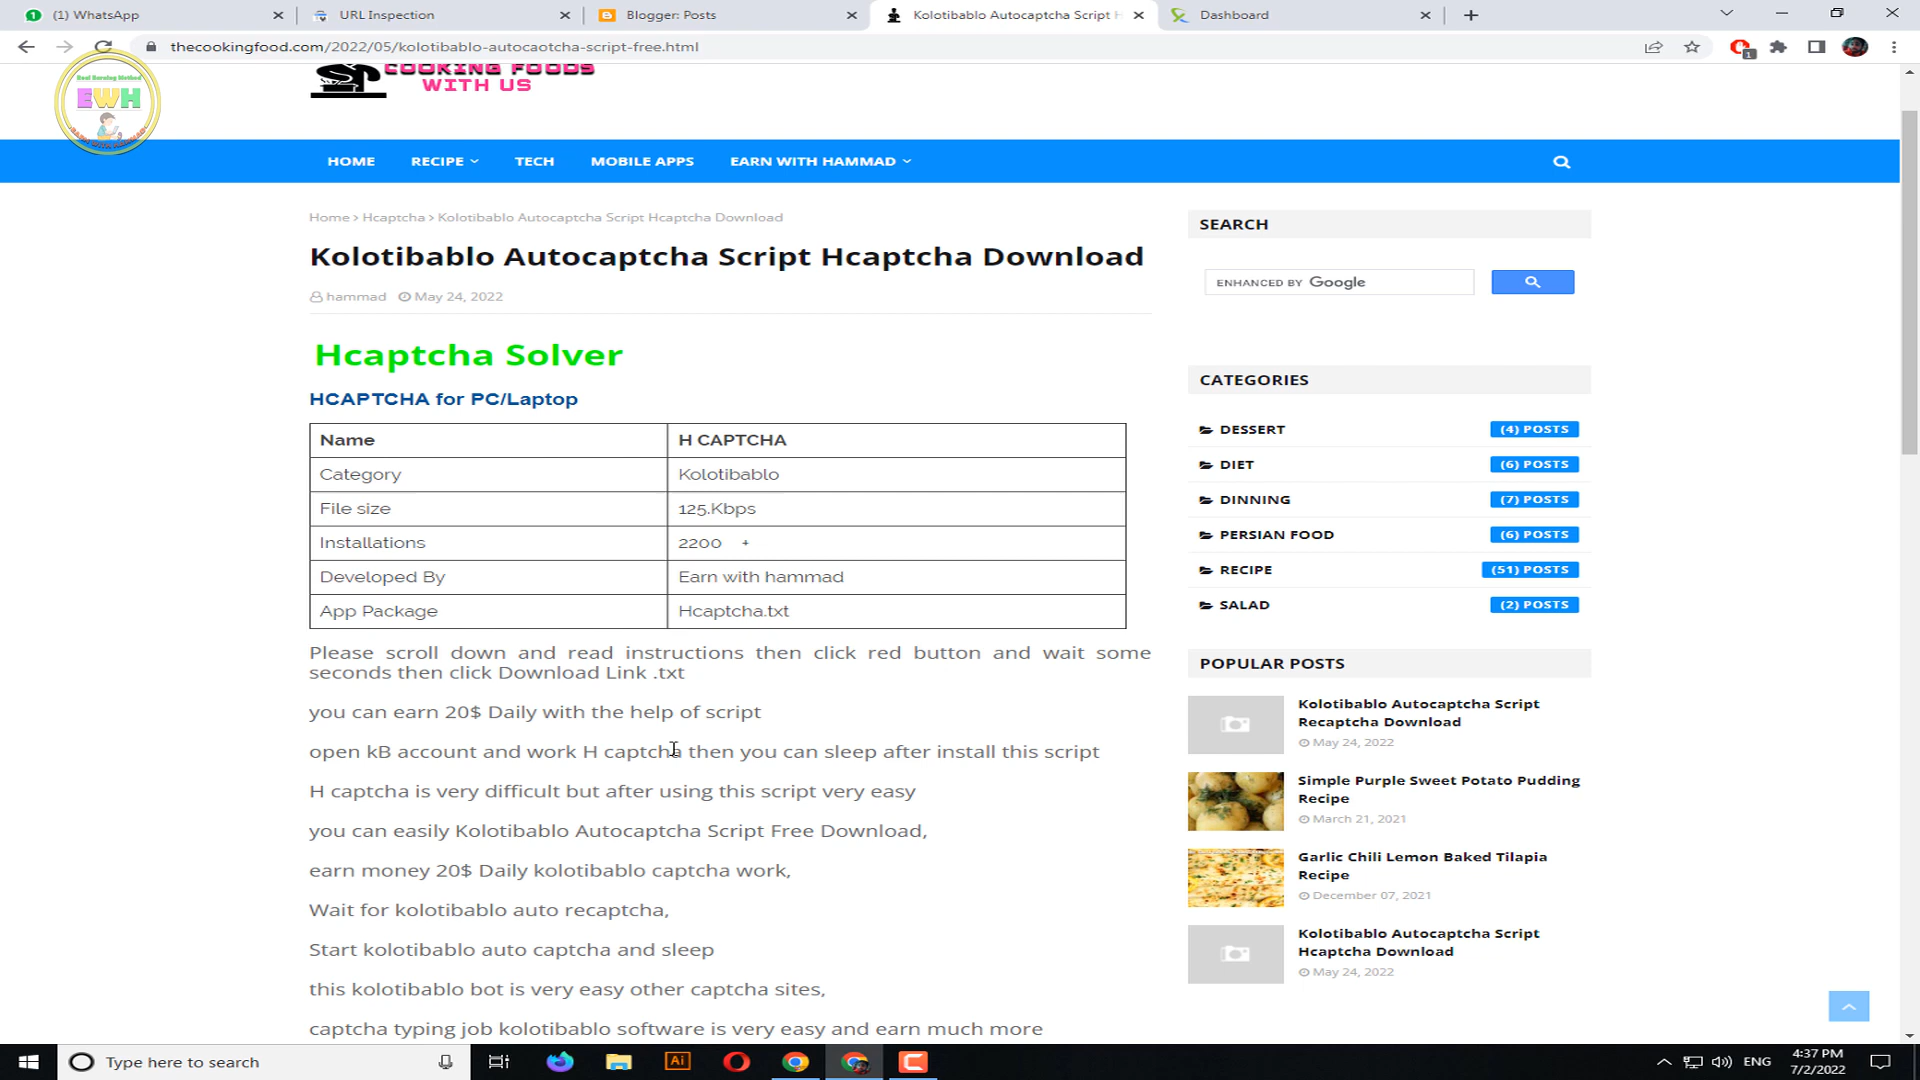 (1) WhatsApp
URL Inspection
Blogger: Posts
Kolotibablo Autocaptcha Script H
Dashboard
thecookingfood.com/2022/05/kolotibablo-autocaotcha-script-free.html
1
EWH
COOKING FOODS
WITH US
HOME RECIPE TECH MOBILE APPS EARN WITH HAMMAD
Home > Hcaptcha > Kolotibablo Autocaptcha Script Hcaptcha Download
Kolotibablo Autocaptcha Script Hcaptcha Download
hammad May 24, 2022
Hcaptcha Solver
HCAPTCHA for PC/Laptop
Name H CAPTCHA
Category Kolotibablo
File size 125.Kbps
Installations 2200 +
Developed By Earn with hammad
App Package Hcaptcha.txt
Please scroll down and read instructions then click red button and wait some
seconds then click Download Link .txt
you can earn 20$ Daily with the help of script
open kB account and work H captcha then you can sleep after install this script
H captcha is very difficult but after using this script very easy
you can easily Kolotibablo Autocaptcha Script Free Download,
earn money 20$ Daily kolotibablo captcha work,
Wait for kolotibablo auto recaptcha,
Start kolotibablo auto captcha and sleep
this kolotibablo bot is very easy other captcha sites,
captcha typing job kolotibablo software is very easy and earn much more
SEARCH
ENHANCED BY Google
CATEGORIES
DESSERT (4) POSTS
DIET (6) POSTS
DINNING (7) POSTS
PERSIAN FOOD (6) POSTS
RECIPE (51) POSTS
SALAD (2) POSTS
POPULAR POSTS
Kolotibablo Autocaptcha Script
Recaptcha Download
May 24, 2022
Simple Purple Sweet Potato Pudding
Recipe
March 21, 2021
Garlic Chili Lemon Baked Tilapia
Recipe
December 07, 2021
Kolotibablo Autocaptcha Script
Hcaptcha Download
May 24, 2022
Type here to search
Ai
ENG
4:37 PM
7/2/2022